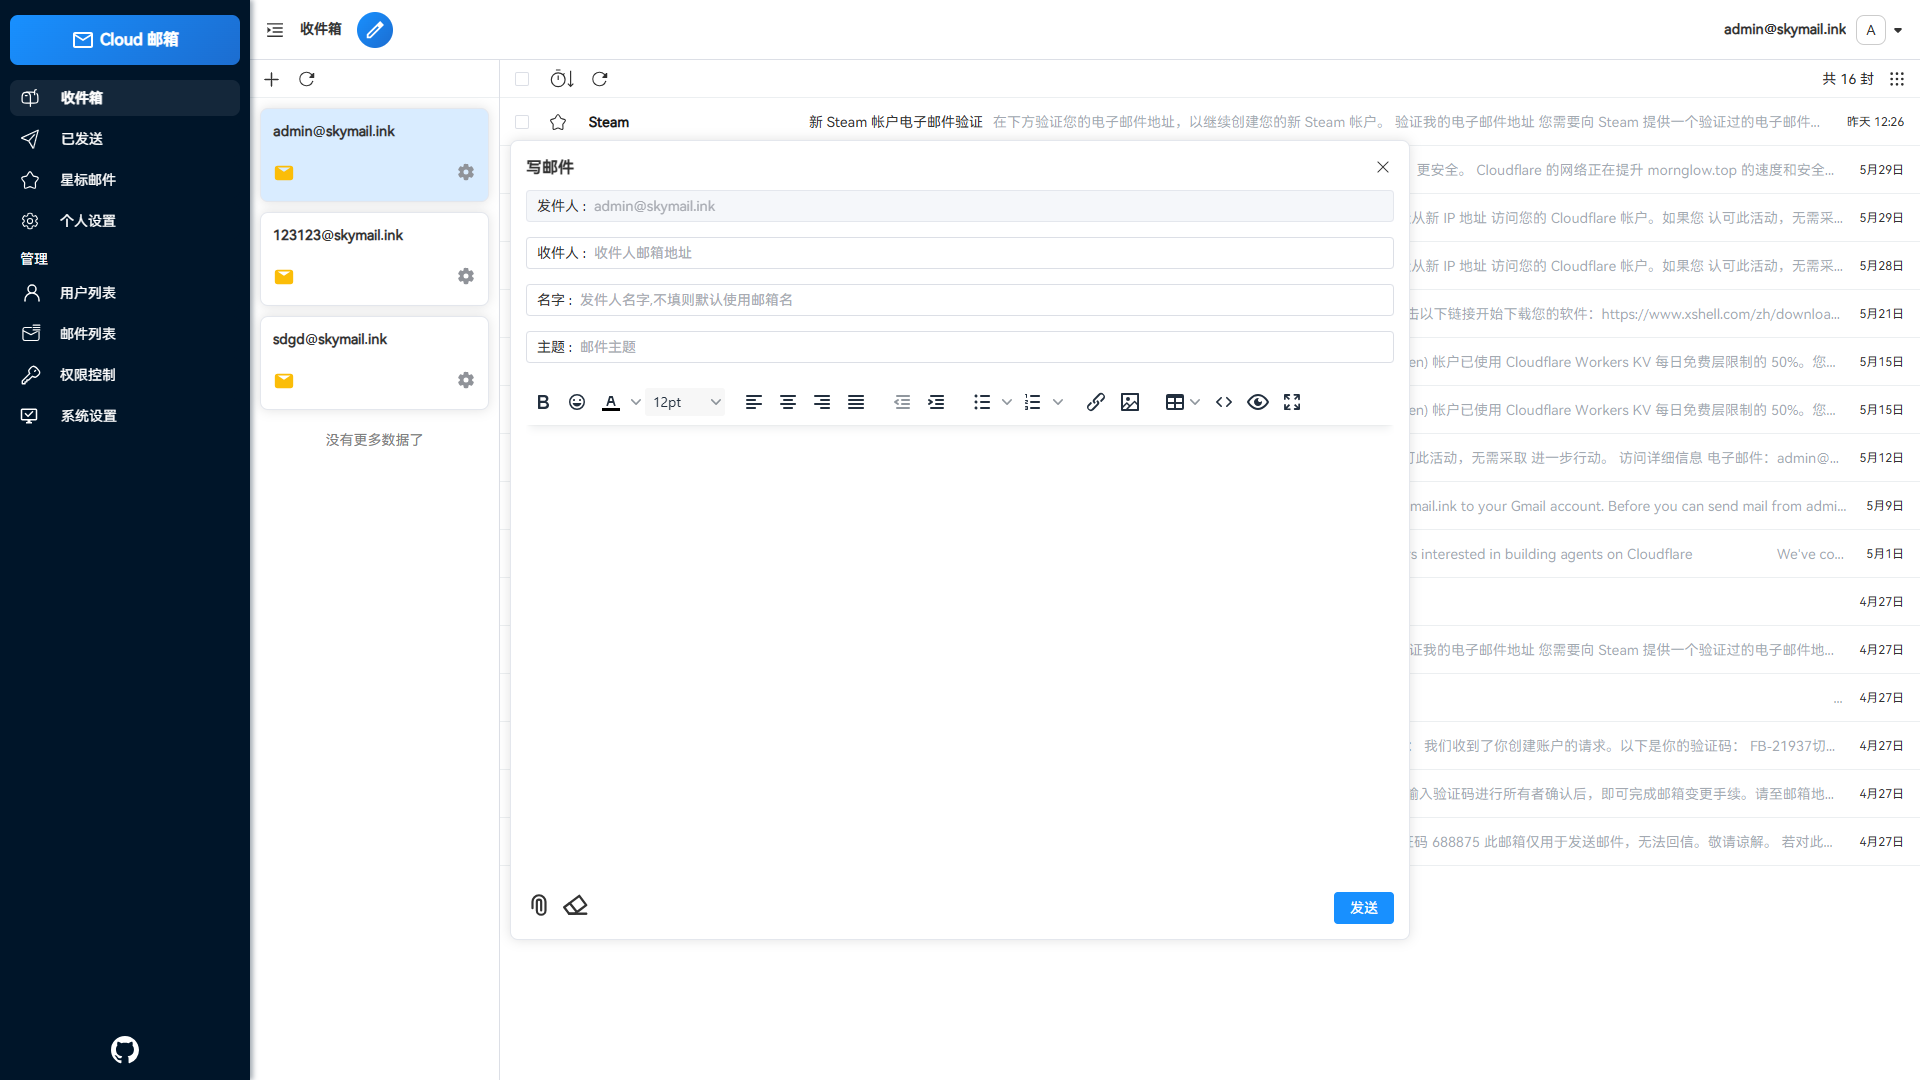 Cloud 邮箱
收件箱
已发送
星标邮件
个人设置
管理
用户列表
邮件列表
权限控制
系统设置
收件箱
admin@skymail.ink
A
admin@skymail.ink
123123@skymail.ink
sdgd@skymail.ink
没有更多数据了
共 16 封
Steam 新 Steam 帐户电子邮件验证 在下方验证您的电子邮件地址，以继续创建您的新 Steam 帐户。 验证我的电子邮件地址 您需要向 Steam 提供一个验证过的电子邮件... 昨天 12:26
更安全。 Cloudflare 的网络正在提升 mornglow.top 的速度和安全... 5月29日
从新 IP 地址 访问您的 Cloudflare 帐户。如果您 认可此活动，无需采... 5月29日
从新 IP 地址 访问您的 Cloudflare 帐户。如果您 认可此活动，无需采... 5月28日
击以下链接开始下载您的软件：https://www.xshell.com/zh/downloa... 5月21日
en) 帐户已使用 Cloudflare Workers KV 每日免费层限制的 50%。您... 5月15日
en) 帐户已使用 Cloudflare Workers KV 每日免费层限制的 50%。您... 5月15日
可此活动，无需采取 进一步行动。 访问详细信息 电子邮件：admin@... 5月12日
mail.ink to your Gmail account. Before you can send mail from admi... 5月9日
s interested in building agents on Cloudflare We've co... 5月1日
4月27日
证我的电子邮件地址 您需要向 Steam 提供一个验证过的电子邮件地... 4月27日
... 4月27日
： 我们收到了你创建账户的请求。以下是你的验证码： FB-21937切... 4月27日
输入验证码进行所有者确认后，即可完成邮箱变更手续。请至邮箱地... 4月27日
证码 688875 此邮箱仅用于发送邮件，无法回信。敬请谅解。 若对此... 4月27日
写邮件
发件人 : admin@skymail.ink
收件人 : 收件人邮箱地址
名字 : 发件人名字,不填则默认使用邮箱名
主题 : 邮件主题
B A 12pt
发送